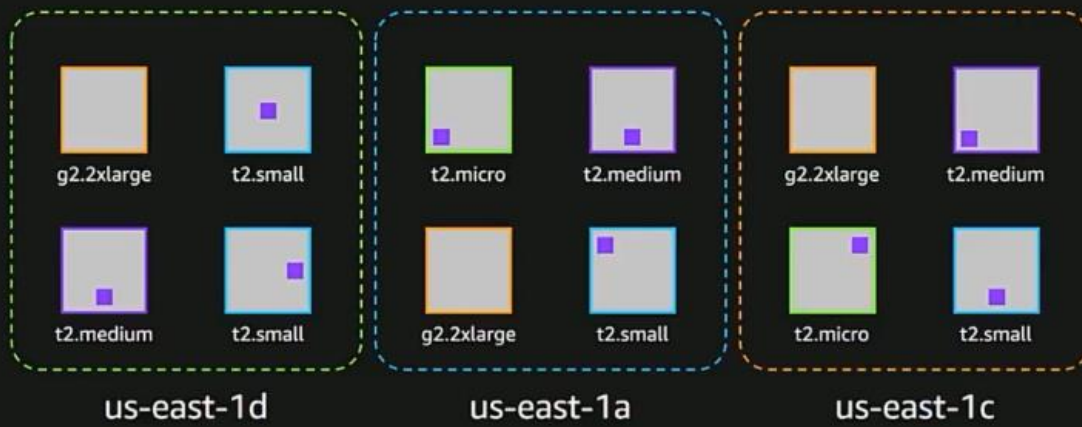 g2.2xlarge t2.small t2.micro t2.medium g2.2xlarge t2.medium
t2.medium t2.small g2.2xlarge t2.small t2.micro t2.small
us-east-1d us-east-1a us-east-1c